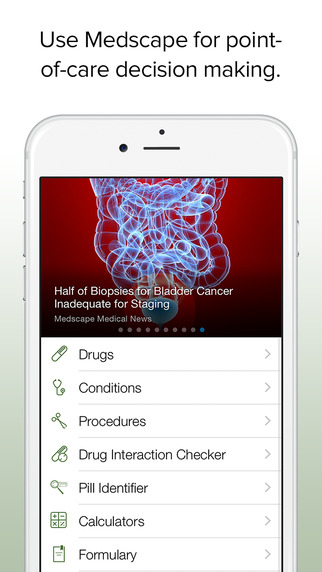 Use Medscape for point-
of-care decision making.
Half of Biopsies for Bladder Cancer
Inadequate for Staging
Medscape Medical News
Drugs
Conditions
Procedures
Drug Interaction Checker
Pill Identifier
Calculators
Formulary